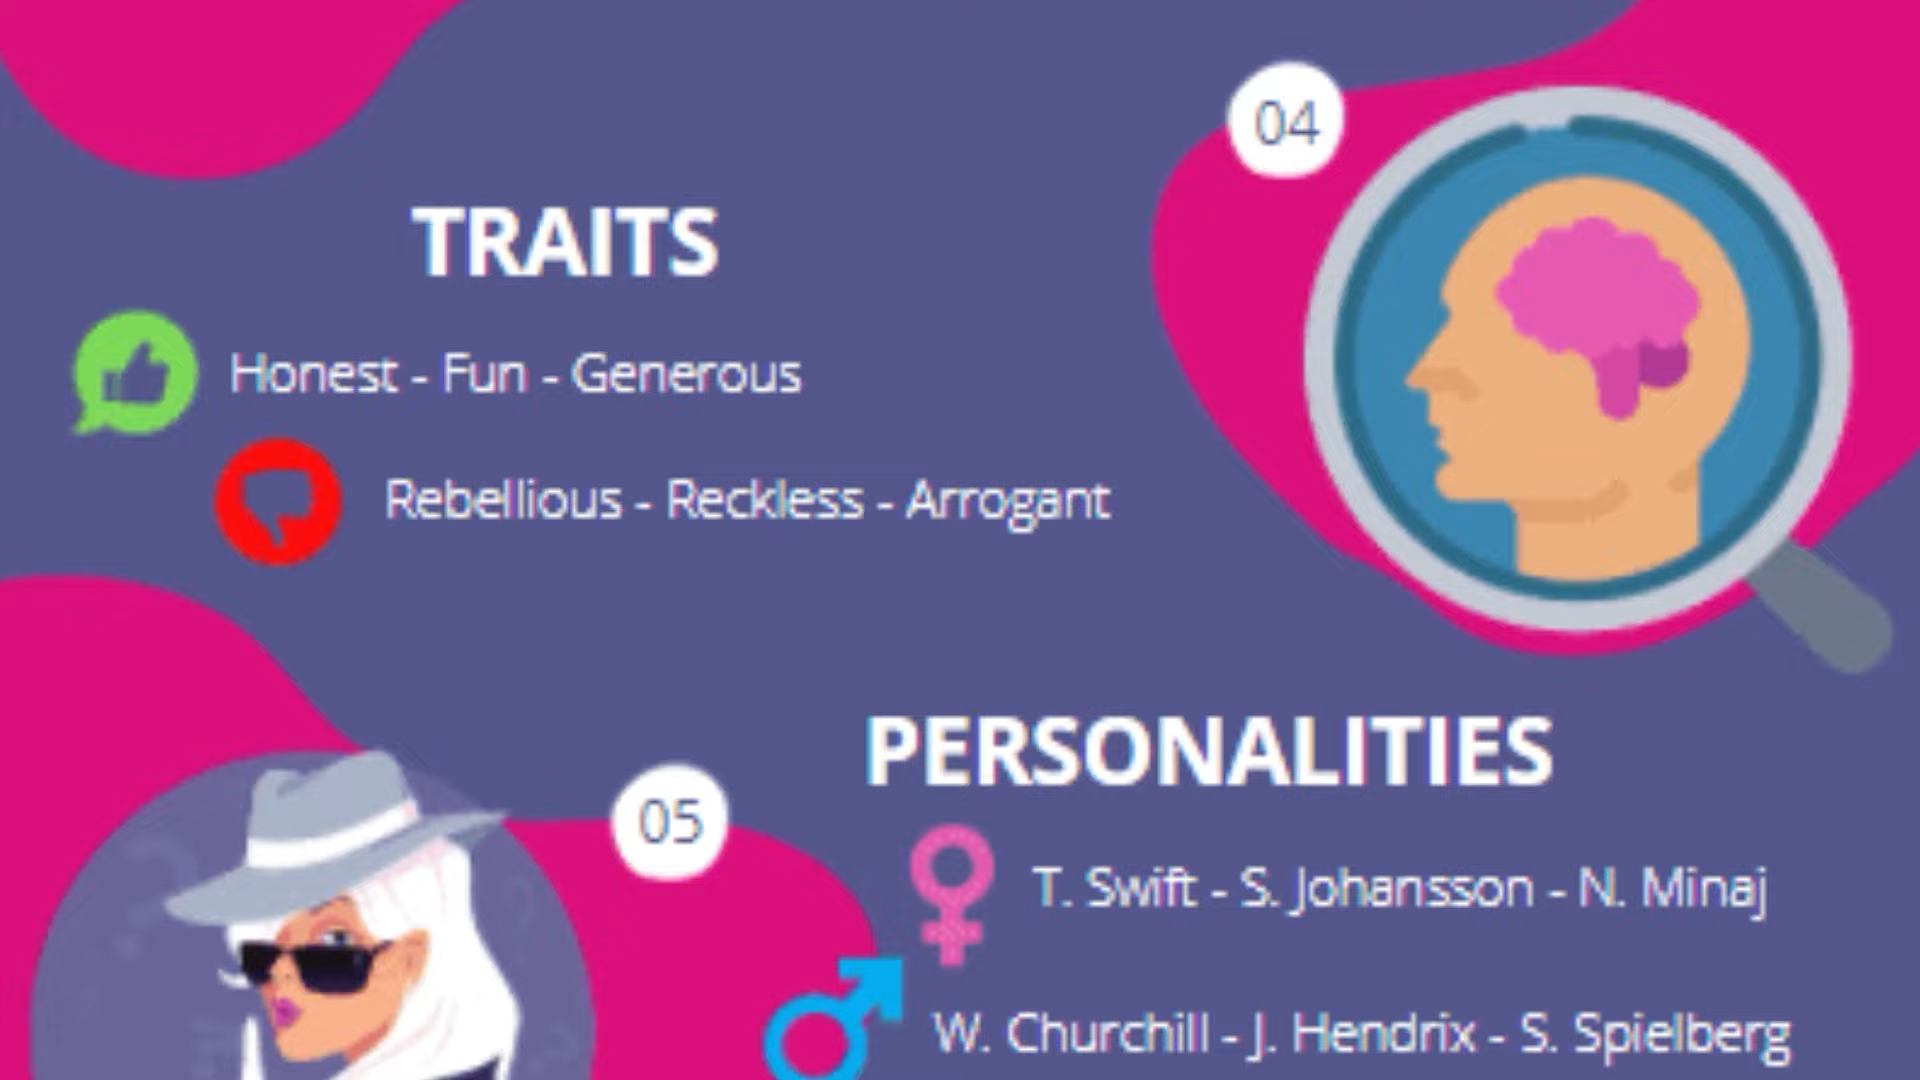 04
TRAITS
Honest - Fun - Generous
Rebellious - Reckless - Arrogant
PERSONALITIES
05
T. Swift - S. Johansson - N. Minaj
W. Churchill - J. Hendrix - S. Spielberg